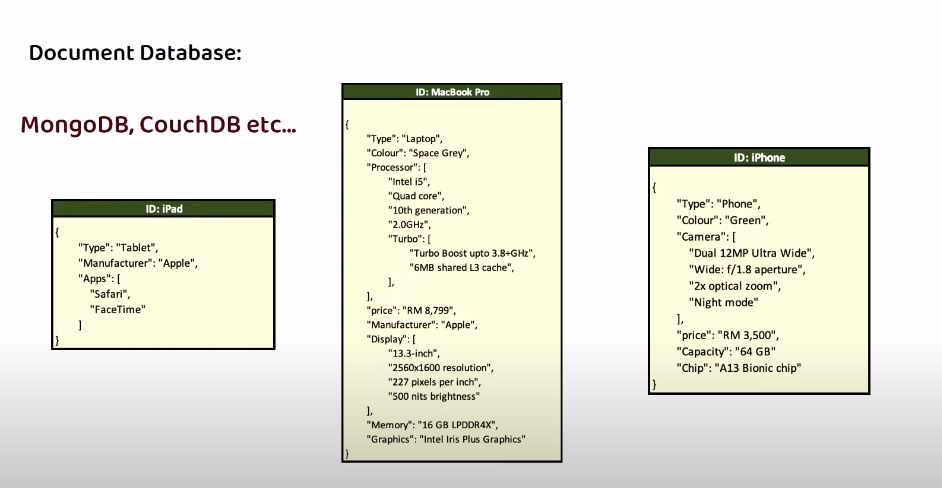 Document Database:
MongoDB, CouchDB etc...
ID: iPad
{
"Type": "Tablet",
"Manufacturer": "Apple",
"Apps": [
"Safari",
"FaceTime"
]
}
ID: MacBook Pro
{
"Type": "Laptop",
"Colour": "Space Grey",
"Processor": [
"Intel i5",
"Quad core",
"10th generation",
"2.0GHz",
"Turbo": [
"Turbo Boost upto 3.8+GHz",
"6MB shared L3 cache",
],
],
"price": "RM 8,799",
"Manufacturer": "Apple",
"Display": [
"13.3-inch",
"2560x1600 resolution",
"227 pixels per inch",
"500 nits brightness"
],
"Memory": "16 GB LPDDR4X",
"Graphics": "Intel Iris Plus Graphics"
}
ID: iPhone
{
"Type": "Phone",
"Colour": "Green",
"Camera": [
"Dual 12MP Ultra Wide",
"Wide: f/1.8 aperture",
"2x optical zoom",
"Night mode"
],
"price": "RM 3,500",
"Capacity": "64 GB"
"Chip": "A13 Bionic chip"
}